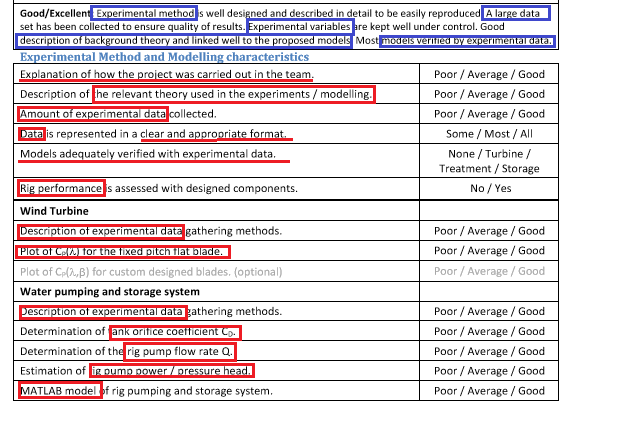 Good/Excellent. Experimental method is well designed and described in detail to be easily reproduced. A large data
set has been collected to ensure quality of results. Experimental variables are kept well under control. Good
description of background theory and linked well to the proposed models. Most models verified by experimental data.
Experimental Method and Modelling characteristics
Explanation of how the project was carried out in the team. Poor / Average / Good
Description of the relevant theory used in the experiments / modelling. Poor / Average / Good
Amount of experimental data collected. Poor / Average / Good
Data is represented in a clear and appropriate format. Some / Most / All
Models adequately verified with experimental data. None / Turbine /
Treatment / Storage
Rig performance is assessed with designed components. No / Yes
Wind Turbine
Description of experimental data gathering methods. Poor / Average / Good
Plot of Cₚ(λ) for the fixed pitch flat blade. Poor / Average / Good
Plot of Cₚ(λ,β) for custom designed blades. (optional) Poor / Average / Good
Water pumping and storage system
Description of experimental data gathering methods. Poor / Average / Good
Determination of tank orifice coefficient C_D. Poor / Average / Good
Determination of the rig pump flow rate Q. Poor / Average / Good
Estimation of rig pump power / pressure head. Poor / Average / Good
MATLAB model of rig pumping and storage system. Poor / Average / Good